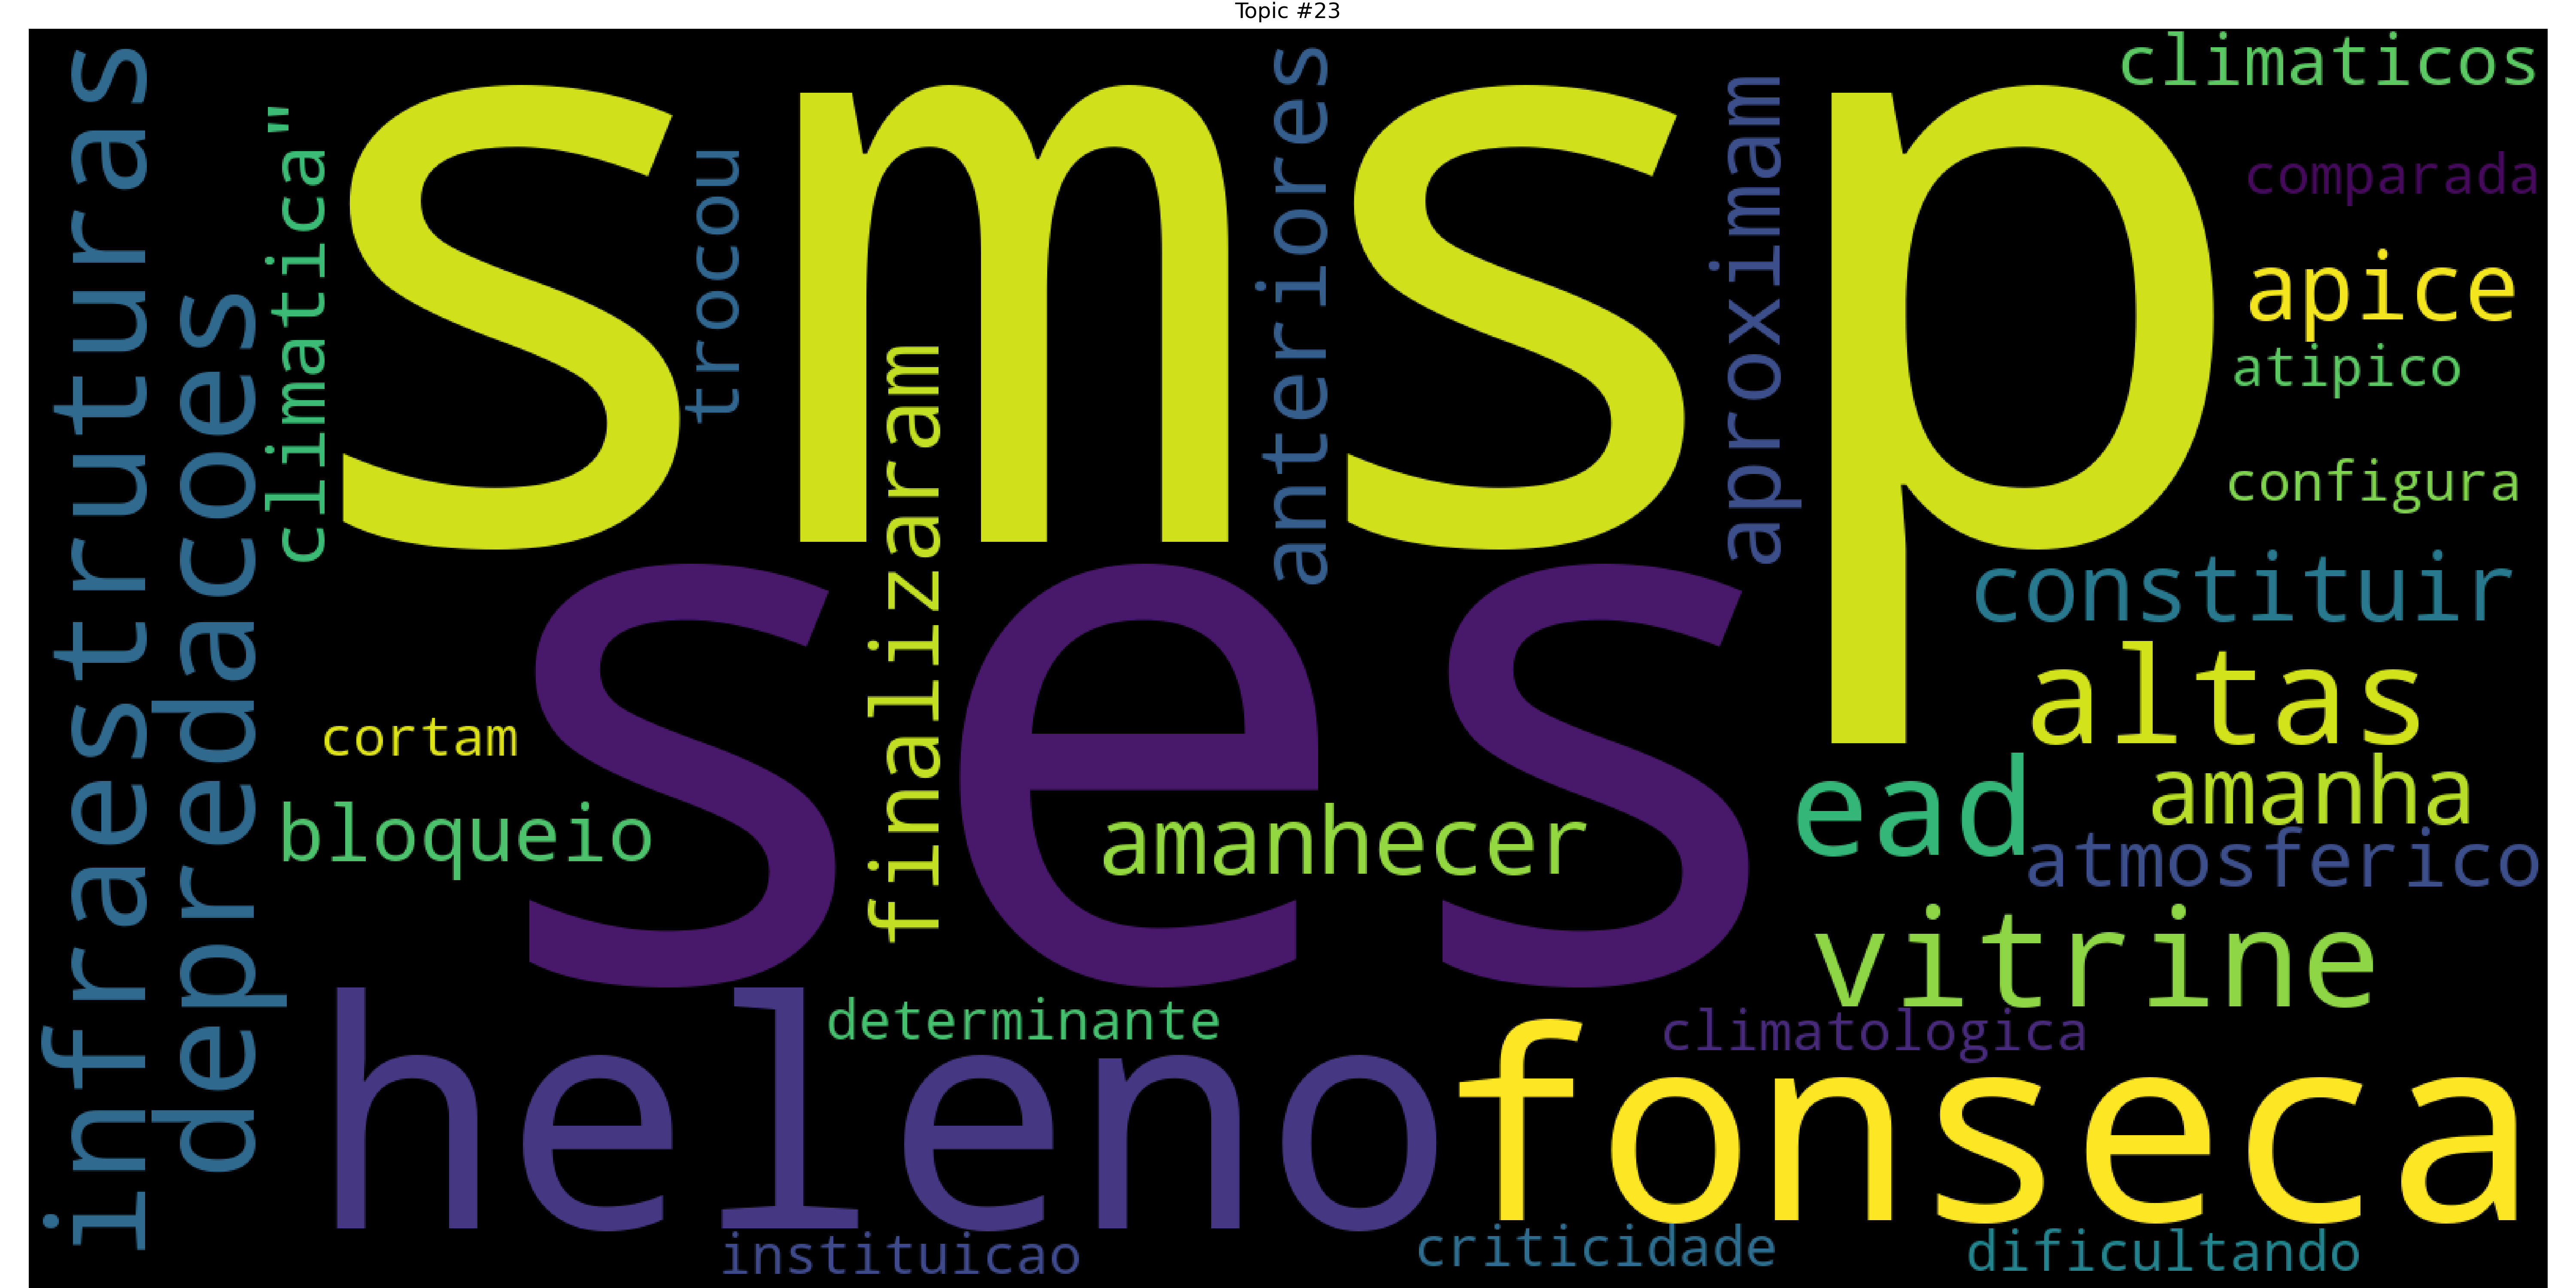 Topic #23
smsp
ses
heleno
fonseca
infraestruturas
depredacoes
climatica"
trocou
finalizaram
anteriores
aproximam
climaticos
comparada
apice
atipico
configura
constituir
altas
ead
amanha
atmosferico
vitrine
cortam
bloqueio
amanhecer
determinante
climatologica
instituicao
criticidade
dificultando